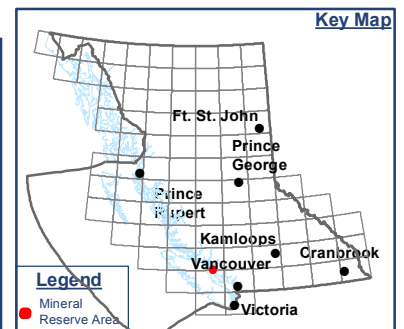 Key Map
Ft. St. John
Prince
George
Prince
Rupert
Kamloops
Cranbrook
Vancouver
Victoria
Legend
Mineral
Reserve Area